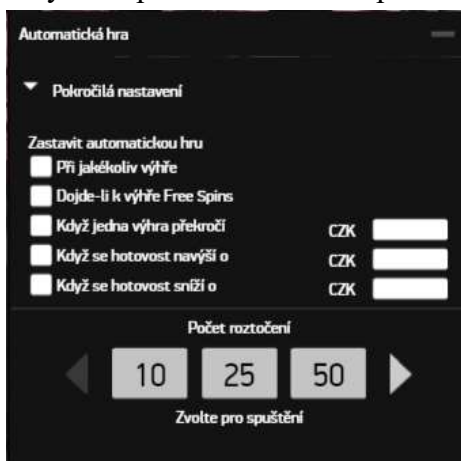 Automatická hra
Pokročilá nastavení
Zastavit automatickou hru
Při jakékoliv výhře
Dojde-li k výhře Free Spins
Když jedna výhra překročí CZK
Když se hotovost navýší o CZK
Když se hotovost sníží o CZK
Počet roztočení
10 25 50
Zvolte pro spuštění